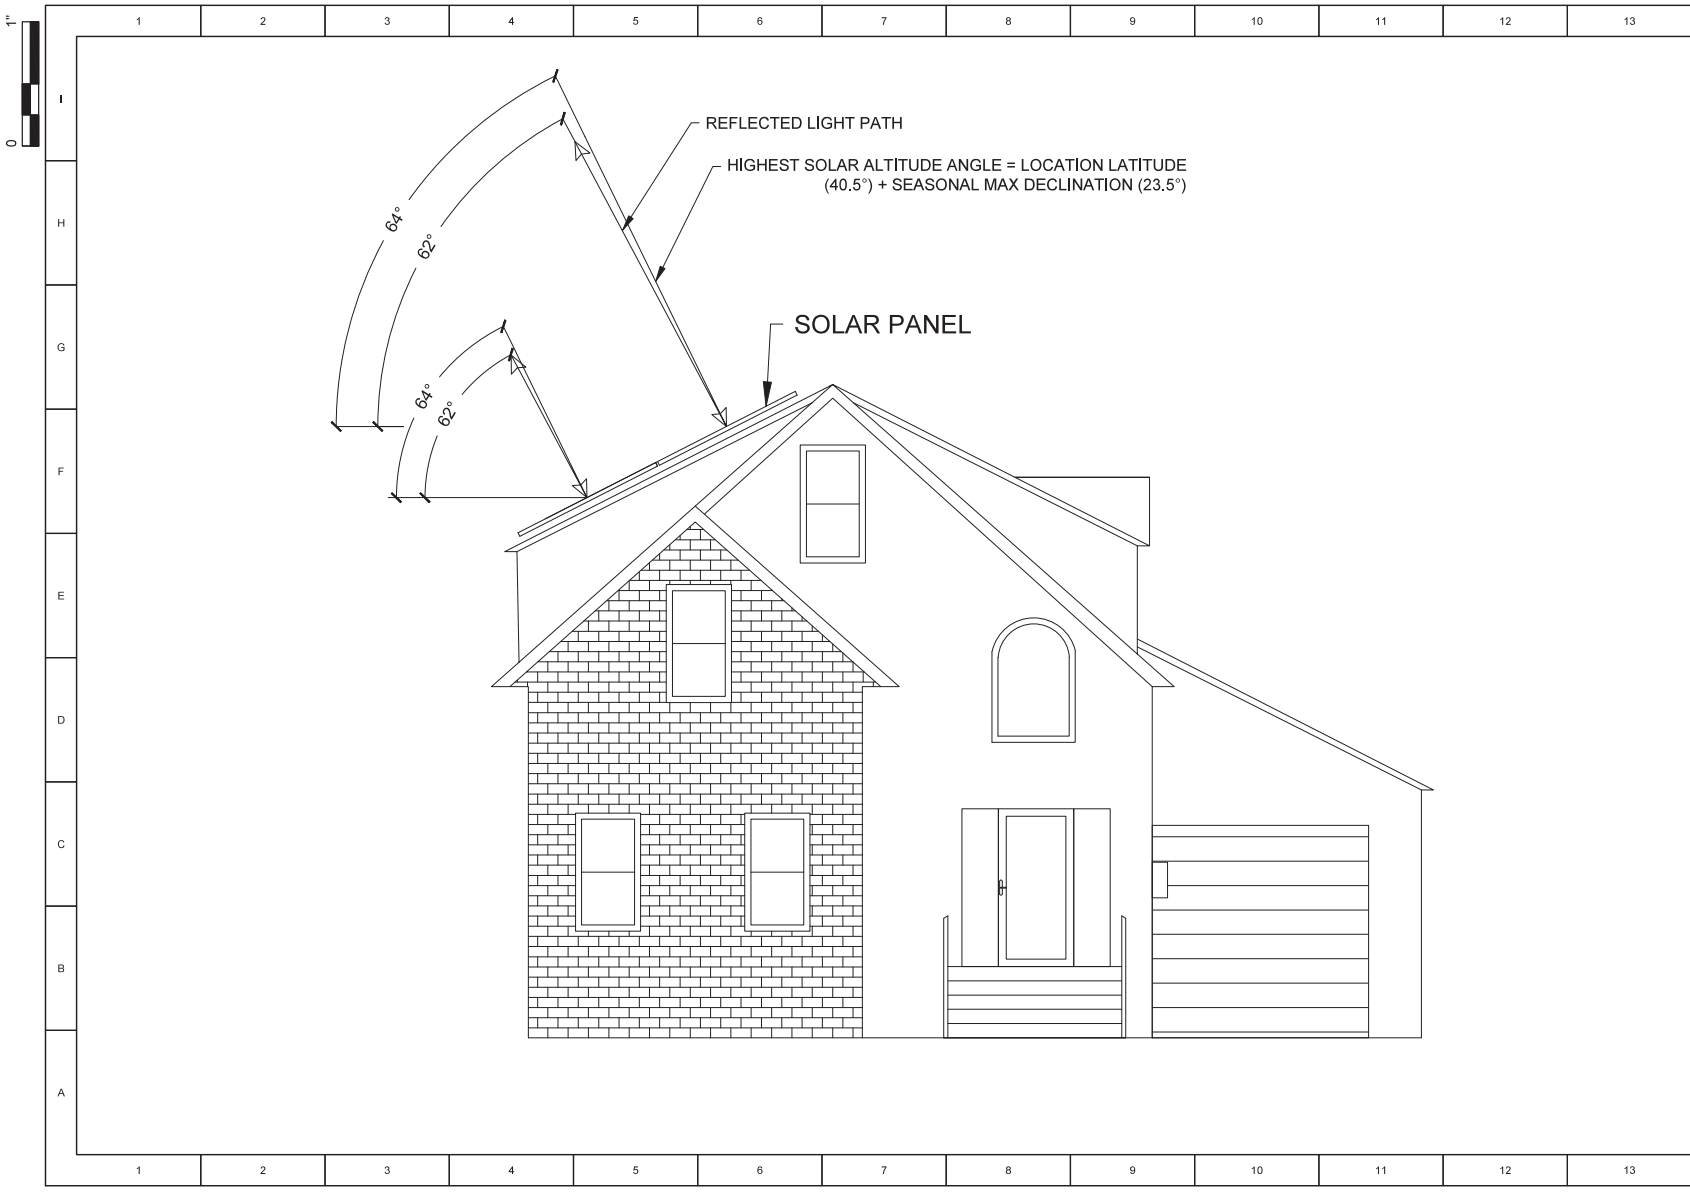 1 2 3 4 5 6 7 8 9 10 11 12 13
1"
0
I
H
G
F
E
D
C
B
A
REFLECTED LIGHT PATH
HIGHEST SOLAR ALTITUDE ANGLE = LOCATION LATITUDE
(40.5°) + SEASONAL MAX DECLINATION (23.5°)
64°
62°
SOLAR PANEL
64°
62°
1 2 3 4 5 6 7 8 9 10 11 12 13